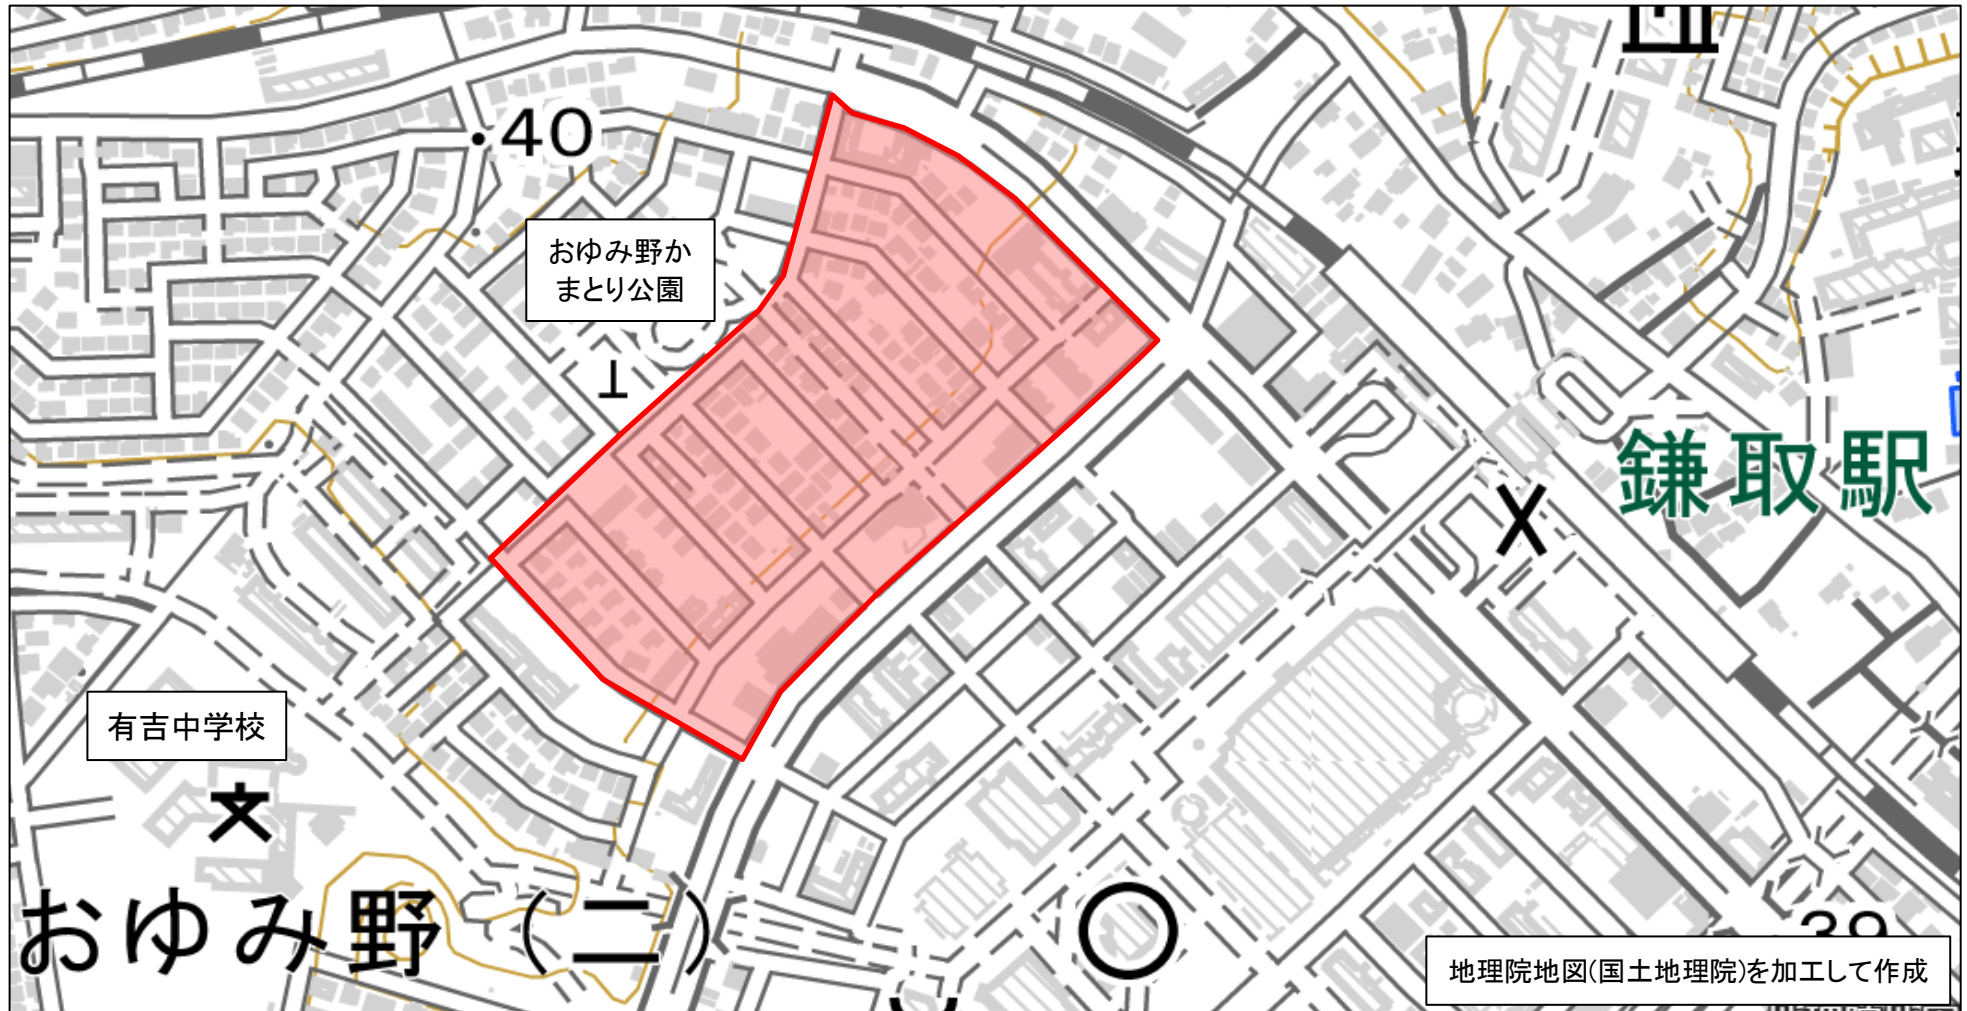 40
おゆみ野か
まとり公園
鎌取駅
有吉中学校
おゆみ野(二)
39
地理院地図(国土地理院)を加工して作成